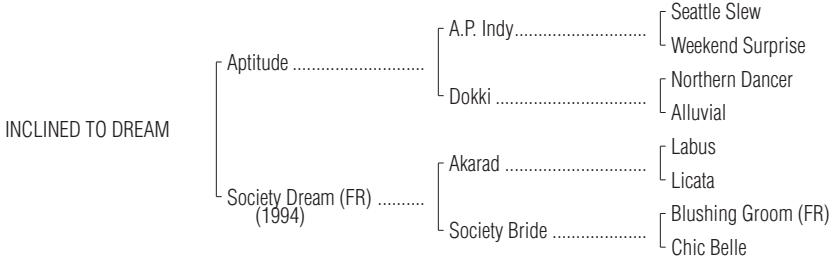 Seattle Slew
A.P. Indy..............................
Weekend Surprise
Aptitude ............................
Northern Dancer
Dokki ..................................
Alluvial
INCLINED TO DREAM
Labus
Akarad ................................
Licata
Society Dream (FR) ..........
(1994)
Blushing Groom (FR)
Society Bride ......................
Chic Belle